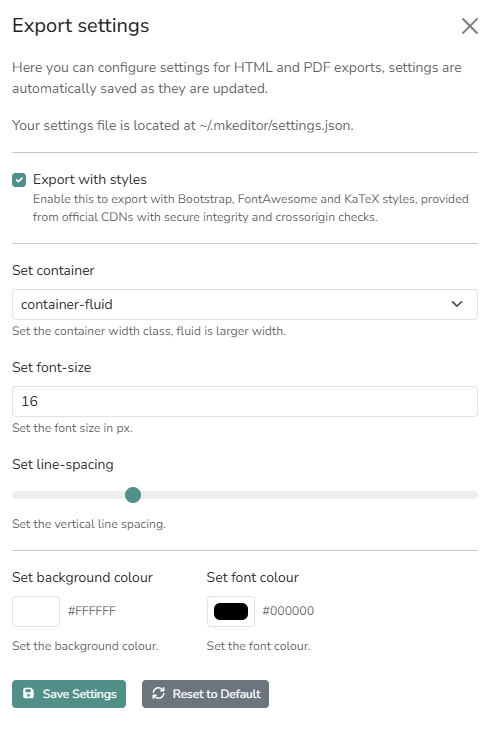 Export settings
Here you can configure settings for HTML and PDF exports, settings are
automatically saved as they are updated.
Your settings file is located at ~/.mkeditor/settings.json.
Export with styles
Enable this to export with Bootstrap, FontAwesome and KaTeX styles, provided
from official CDNs with secure integrity and crossorigin checks.
Set container
container-fluid
Set the container width class, fluid is larger width.
Set font-size
16
Set the font size in px.
Set line-spacing
Set the vertical line spacing.
Set background colour
Set font colour
#FFFFFF
#000000
Set the background colour.
Set the font colour.
Save Settings
Reset to Default